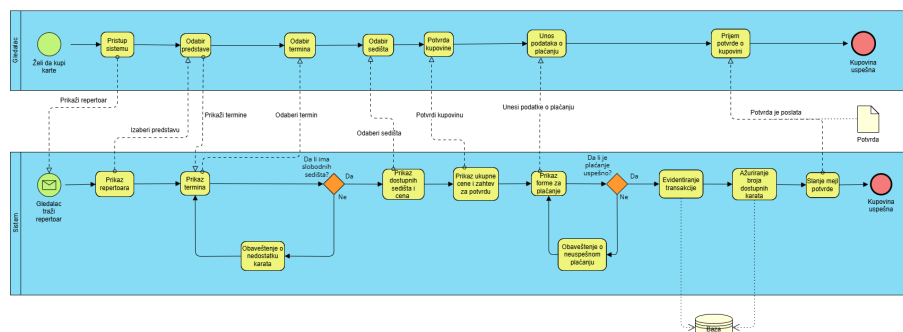 Gledalac
Želi da kupi
karte
Pristup
sistemu
Odabir
predstave
Odabir
termina
Odabir
sedišta
Potvrda
kupovine
Unos
podataka o
plaćanju
Prijem
potvrde o
kupovini
Kupovina
uspešna
Prikaži repertoar
Izaberi predstavu
Prikaži termine
Odaberi termin
Odaberi sedišta
Potvrdi kupovinu
Unesi podatke o plaćanju
Potvrda je poslata
Potvrda
Sistem
Gledalac
traži
repertoar
Prikaz
repertoara
Prikaz
termina
Da li ima
slobodnih
sedišta?
Da
Ne
Obaveštenje o
nedostatku
karata
Prikaz
dostupnih
sedišta i
cena
Prikaz ukupne
cene i zahtev
za potvrdu
Prikaz
forme za
plaćanje
Da li je
plaćanje
uspešno?
Da
Ne
Obaveštenje o
neuspešnom
plaćanju
Evidentiranje
transakcije
Ažuriranje
broja
dostupnih
karata
Slanje mejl
potvrde
Kupovina
uspešna
Baza